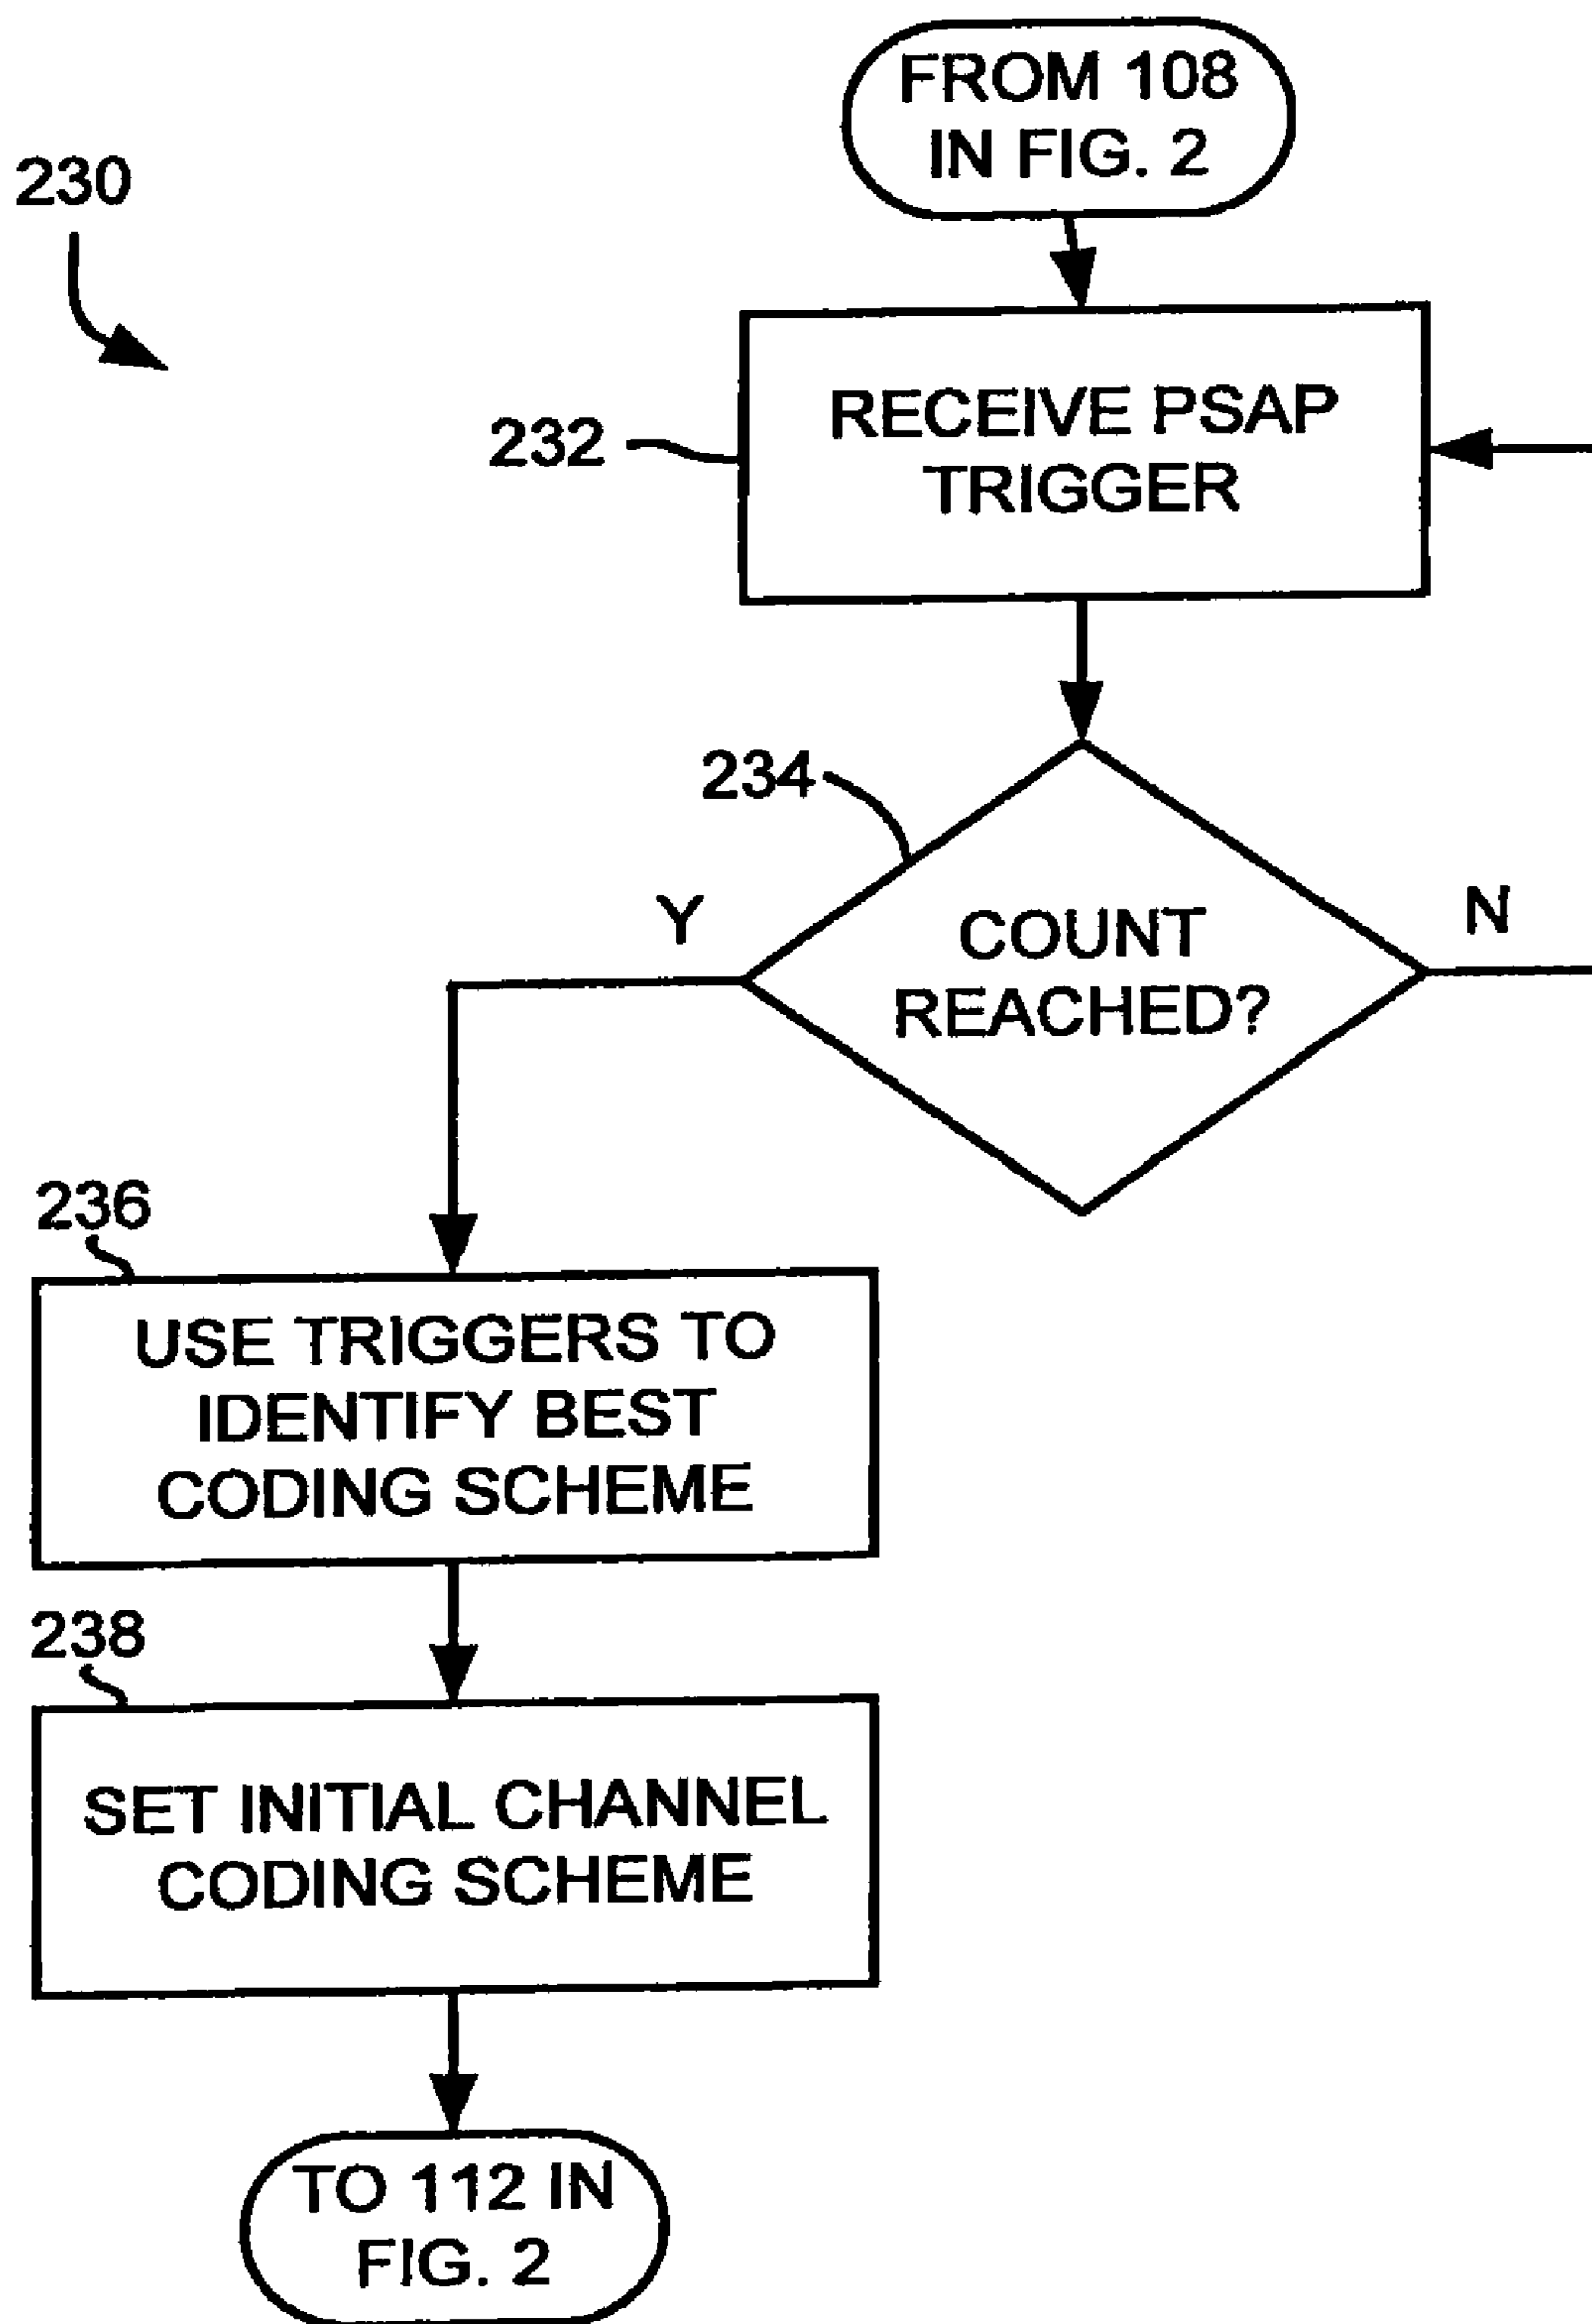 FROM 108
IN FIG. 2
230
232
RECEIVE PSAP
TRIGGER
234
Y
N
COUNT
REACHED?
236
USE TRIGGERS TO
IDENTIFY BEST
CODING SCHEME
238
SET INITIAL CHANNEL
CODING SCHEME
TO 112 IN
FIG. 2